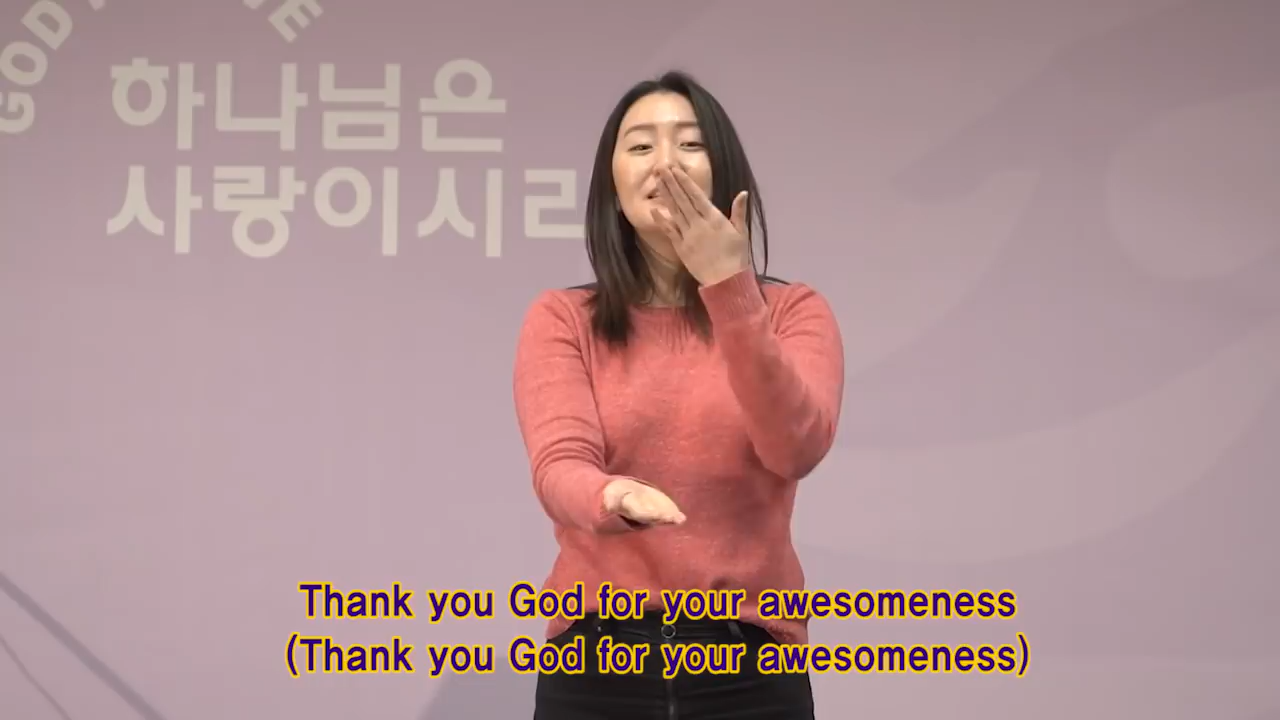 GOD
하나님은
사랑이시라
Thank you God for your awesomeness
(Thank you God for your awesomeness)